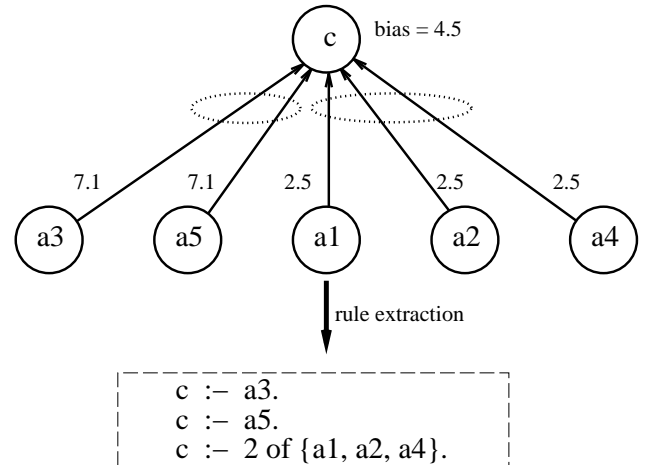 c bias = 4.5
7.1 7.1 2.5 2.5 2.5
a3 a5 a1 a2 a4
rule extraction
c :– a3.
c :– a5.
c :– 2 of {a1, a2, a4}.